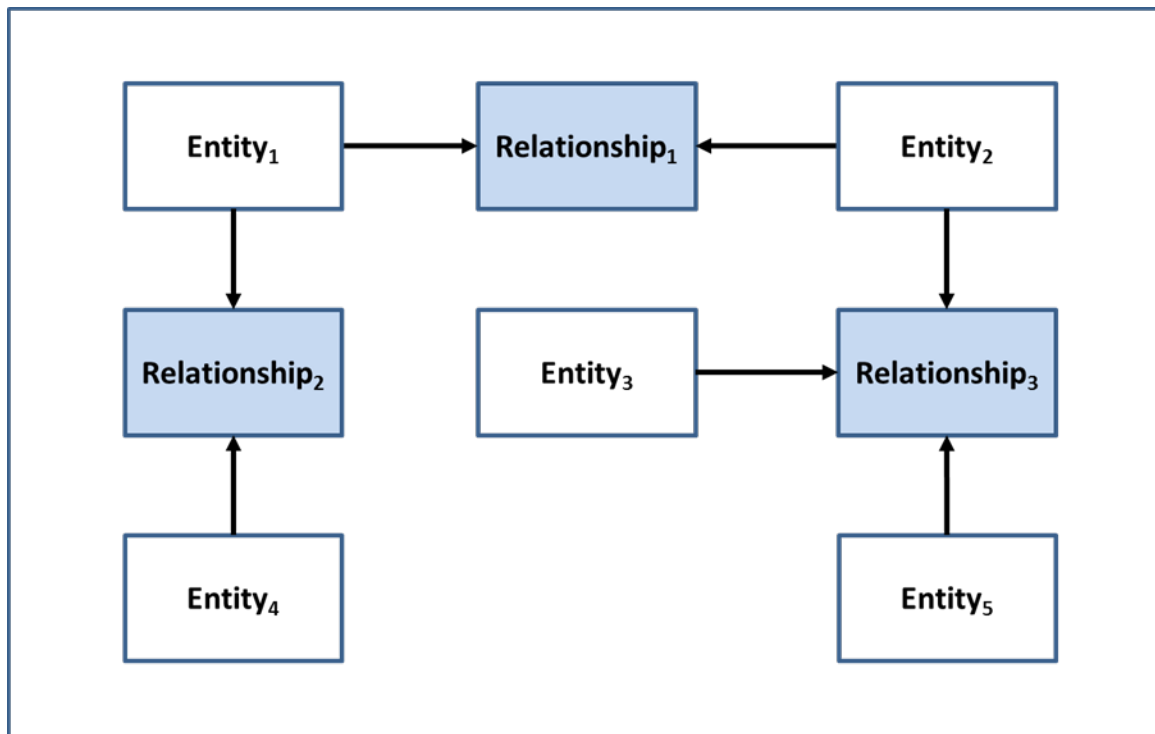 Entity₁
Relationship₁
Entity₂
Relationship₂
Entity₃
Relationship₃
Entity₄
Entity₅